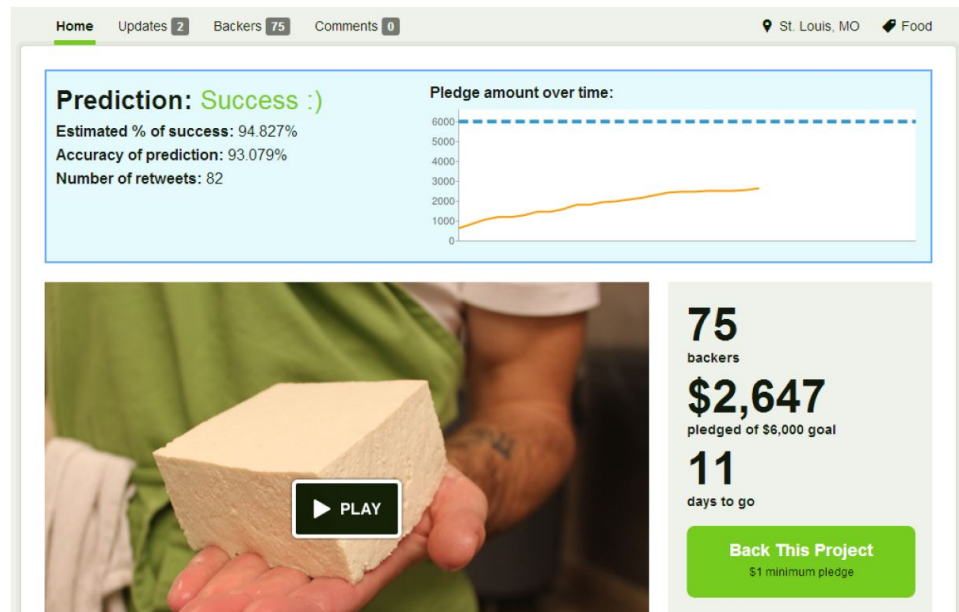 Home Updates 2 Backers 75 Comments 0 St. Louis, MO Food
Prediction: Success :)
Estimated % of success: 94.827%
Accuracy of prediction: 93.079%
Number of retweets: 82
Pledge amount over time:
6000
5000
4000
3000
2000
1000
0
PLAY
75
backers
$2,647
pledged of $6,000 goal
11
days to go
Back This Project
$1 minimum pledge